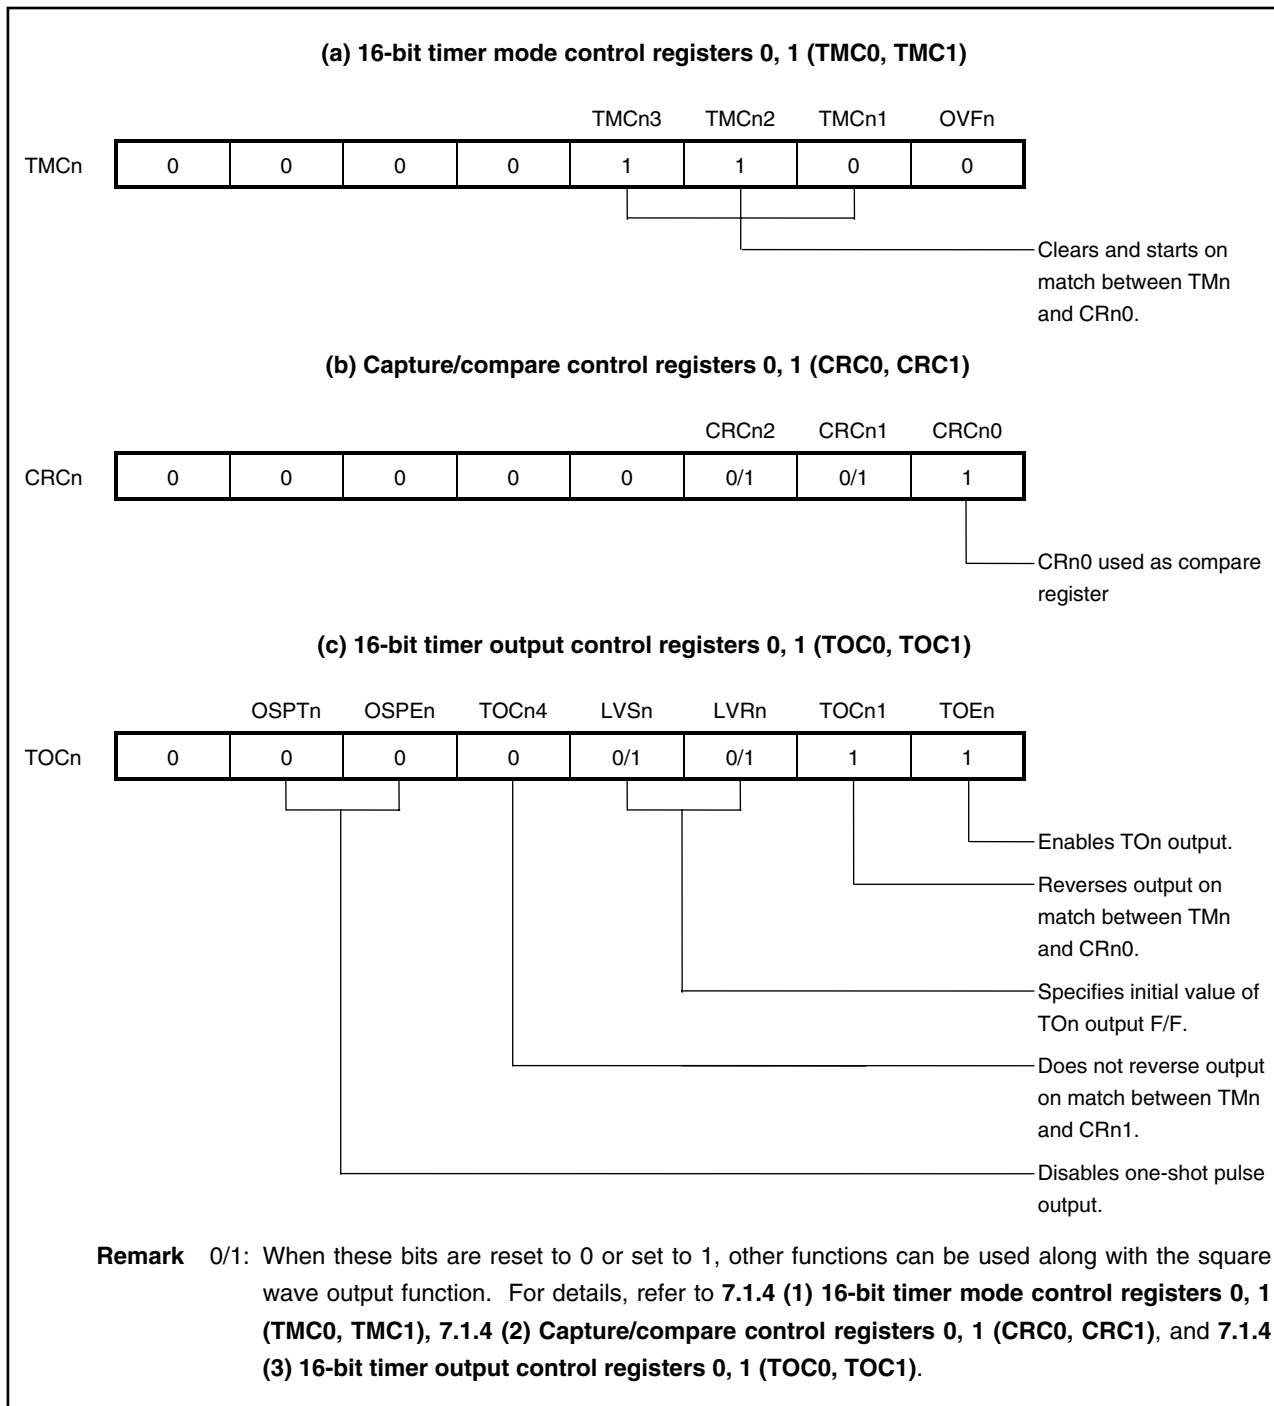 (a) 16-bit timer mode control registers 0, 1 (TMC0, TMC1)
TMCn3 TMCn2 TMCn1 OVFn
TMCn 0 0 0 0 1 1 0 0
Clears and starts on
match between TMn
and CRn0.
(b) Capture/compare control registers 0, 1 (CRC0, CRC1)
CRCn2 CRCn1 CRCn0
CRCn 0 0 0 0 0 0/1 0/1 1
CRn0 used as compare
register
(c) 16-bit timer output control registers 0, 1 (TOC0, TOC1)
OSPTn OSPEn TOCn4 LVSn LVRn TOCn1 TOEn
TOCn 0 0 0 0 0/1 0/1 1 1
Enables TOn output.
Reverses output on
match between TMn
and CRn0.
Specifies initial value of
TOn output F/F.
Does not reverse output
on match between TMn
and CRn1.
Disables one-shot pulse
output.
Remark 0/1: When these bits are reset to 0 or set to 1, other functions can be used along with the square
wave output function. For details, refer to 7.1.4 (1) 16-bit timer mode control registers 0, 1
(TMC0, TMC1), 7.1.4 (2) Capture/compare control registers 0, 1 (CRC0, CRC1), and 7.1.4
(3) 16-bit timer output control registers 0, 1 (TOC0, TOC1).